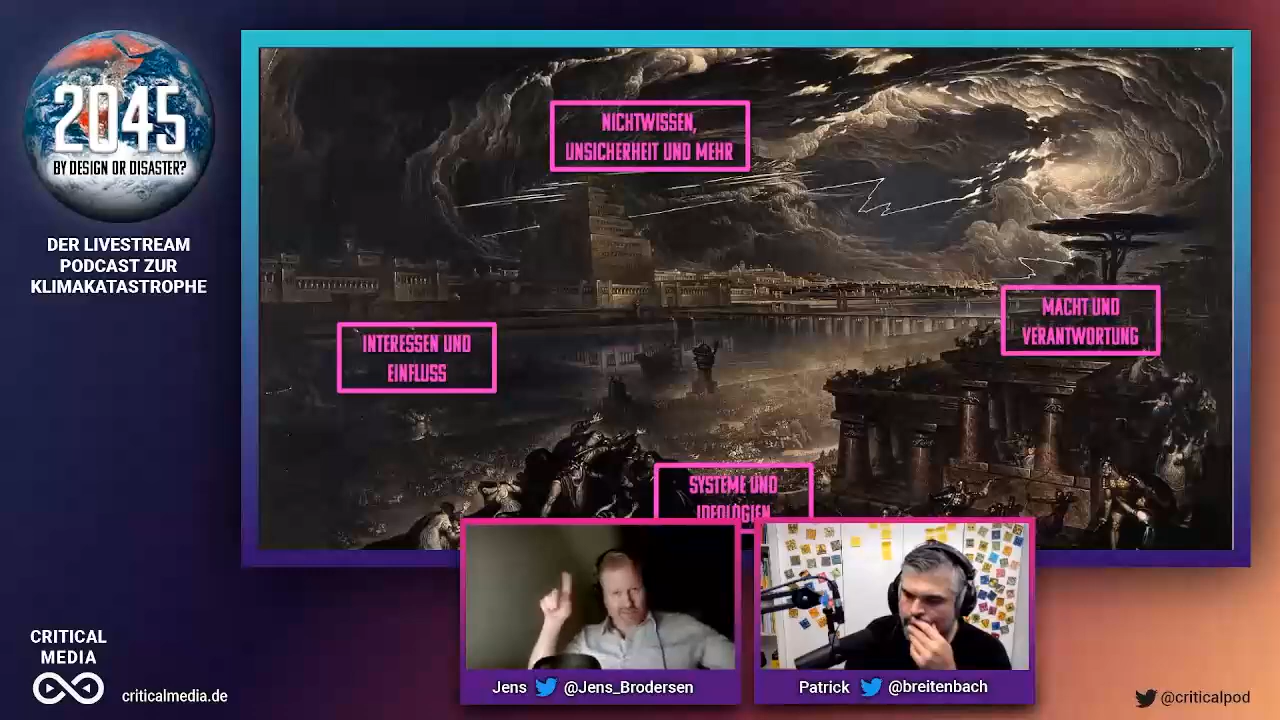 2045
BY DESIGN OR DISASTER?
DER LIVESTREAM
PODCAST ZUR
KLIMAKATASTROPHE
NICHTWISSEN,
UNSICHERHEIT UND MEHR
MACHT UND
VERANTWORTUNG
INTERESSEN UND
EINFLUSS
SYSTEME UND
IDEOLOGIEN
CRITICAL
MEDIA
criticalmedia.de
Jens @Jens_Brodersen
Patrick @breitenbach
@criticalpod